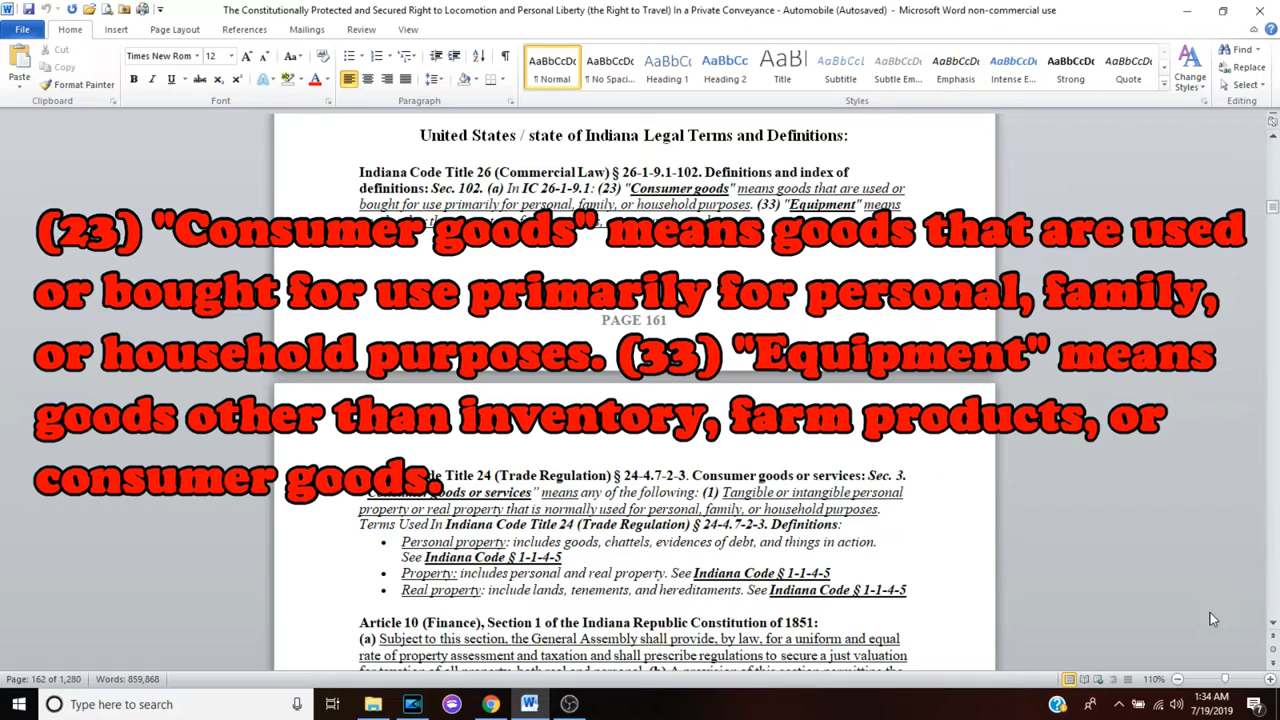 The Constitutionally Protected and Secured Right to Locomotion and Personal Liberty (the Right to Travel) In a Private Conveyance - Automobile (Autosaved) - Microsoft Word non-commercial use
File Home Insert Page Layout References Mailings Review View
Paste
Cut
Copy
Format Painter
Clipboard
Times New Rom 12
Font
Paragraph
AaBbCcDc ¶ Normal
AaBbCcDc ¶ No Spaci...
AaBbCc Heading 1
AaBbCc Heading 2
AaBl Title
AaBbCc. Subtitle
AaBbCcDc Subtle Em...
AaBbCcDc Emphasis
AaBbCcDc Intense E...
AaBbCcDc Strong
AaBbCcDc Quote
Change Styles
Styles
Find
Replace
Select
Editing
United States / state of Indiana Legal Terms and Definitions:
Indiana Code Title 26 (Commercial Law) § 26-1-9.1-102. Definitions and index of
definitions: Sec. 102. (a) In IC 26-1-9.1: (23) "Consumer goods" means goods that are used or
bought for use primarily for personal, family, or household purposes. (33) "Equipment" means
(23) "Consumer goods" means goods that are used
or bought for use primarily for personal, family,
PAGE 161
or household purposes. (33) "Equipment" means
goods other than inventory, farm products, or
consumer goods.
Title 24 (Trade Regulation) § 24-4.7-2-3. Consumer goods or services: Sec. 3.
goods or services" means any of the following: (1) Tangible or intangible personal
property or real property that is normally used for personal, family, or household purposes.
Terms Used In Indiana Code Title 24 (Trade Regulation) § 24-4.7-2-3. Definitions:
• Personal property: includes goods, chattels, evidences of debt, and things in action.
See Indiana Code § 1-1-4-5
• Property: includes personal and real property. See Indiana Code § 1-1-4-5
• Real property: include lands, tenements, and hereditaments. See Indiana Code § 1-1-4-5
Article 10 (Finance), Section 1 of the Indiana Republic Constitution of 1851:
(a) Subject to this section, the General Assembly shall provide, by law, for a uniform and equal
rate of property assessment and taxation and shall prescribe regulations to secure a just valuation
Page: 162 of 1,280 Words: 859,868 110%
Type here to search
1:34 AM
7/19/2019